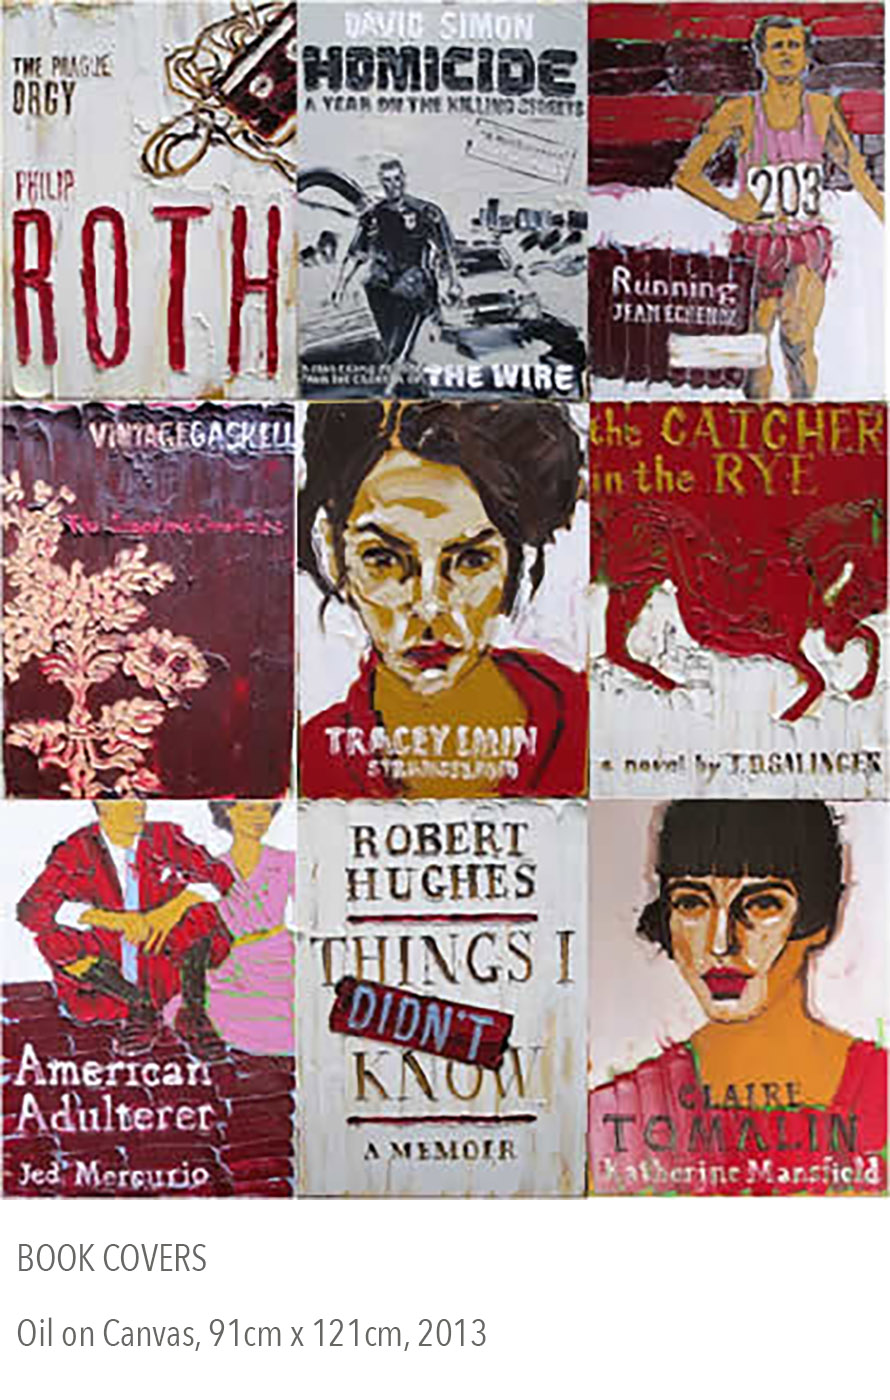 THE PRAGUE
ORGY
PHILIP
ROTH
DAVID SIMON
HOMICIDE
A YEAR ON THE KILLING STREETS
THE WIRE
203
Running
JEAN ECHENOZ
VINTAGE GASKELL
TRACEY EMIN
STRANGELAND
the CATCHER
in the RYE
a novel by J.D.SALINGER
American
Adulterer
Jed Mercurio
ROBERT
HUGHES
THINGS I
DIDN'T
KNOW
A MEMOIR
CLAIRE
TOMALIN
Katherine Mansfield
BOOK COVERS
Oil on Canvas, 91cm x 121cm, 2013